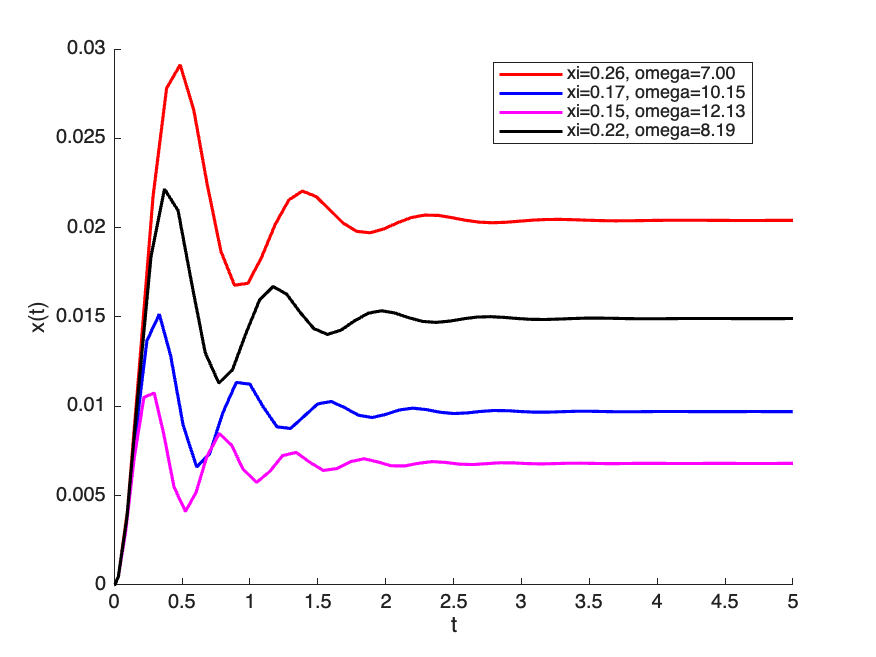 0.03
0.025
0.02
0.015
0.01
0.005
0
x(t)
xi=0.26, omega=7.00
xi=0.17, omega=10.15
xi=0.15, omega=12.13
xi=0.22, omega=8.19
0 0.5 1 1.5 2 2.5 3 3.5 4 4.5 5
t